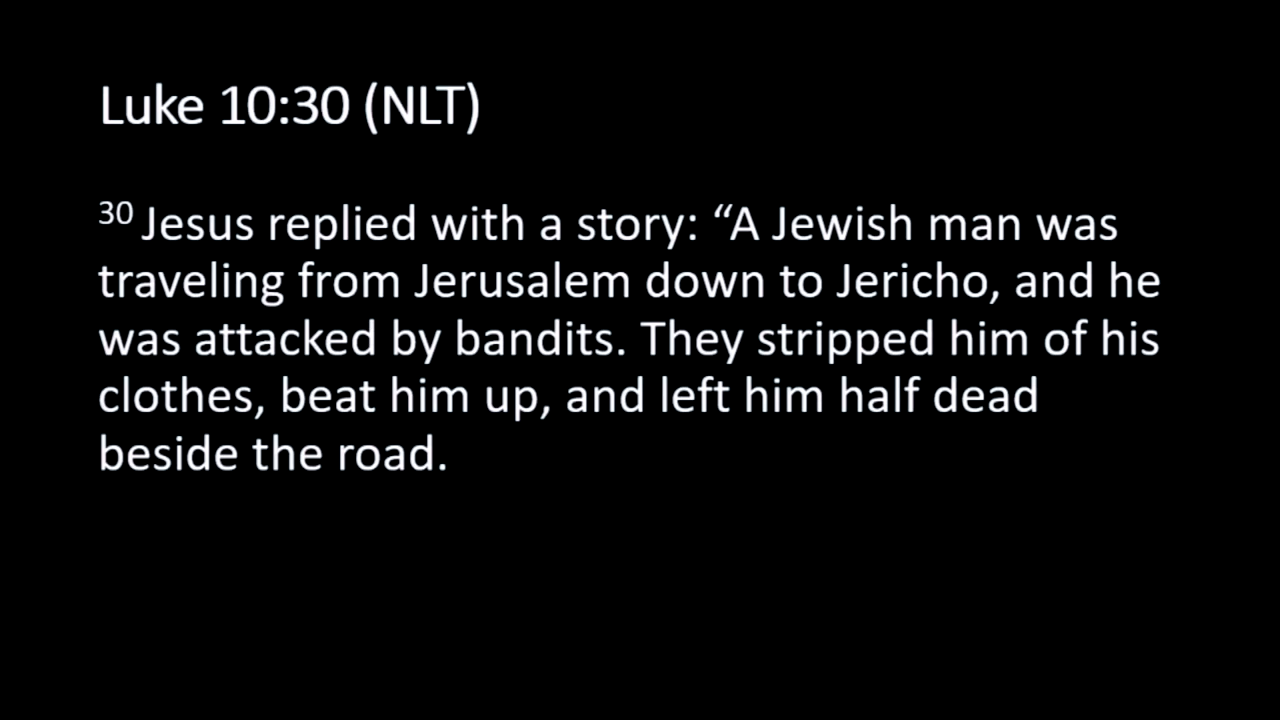 Luke 10:30 (NLT)
30 Jesus replied with a story: “A Jewish man was
traveling from Jerusalem down to Jericho, and he
was attacked by bandits. They stripped him of his
clothes, beat him up, and left him half dead
beside the road.